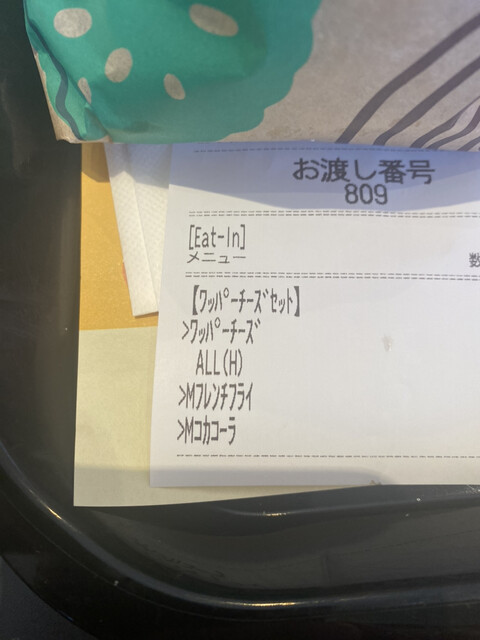 お渡し番号
809
[Eat-In]
メニュー 数
【ﾜｯﾊﾟｰﾁｰｽﾞｾｯﾄ】
>ﾜｯﾊﾟｰﾁｰｽﾞ
ALL(H)
>Mﾌﾚﾝﾁﾌﾗｲ
>Mｺｶｺｰﾗ